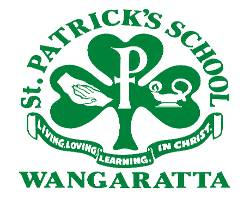 St. PATRICK'S SCHOOL
LIVING, LOVING
LEARNING,
IN CHRIST.
WANGARATTA